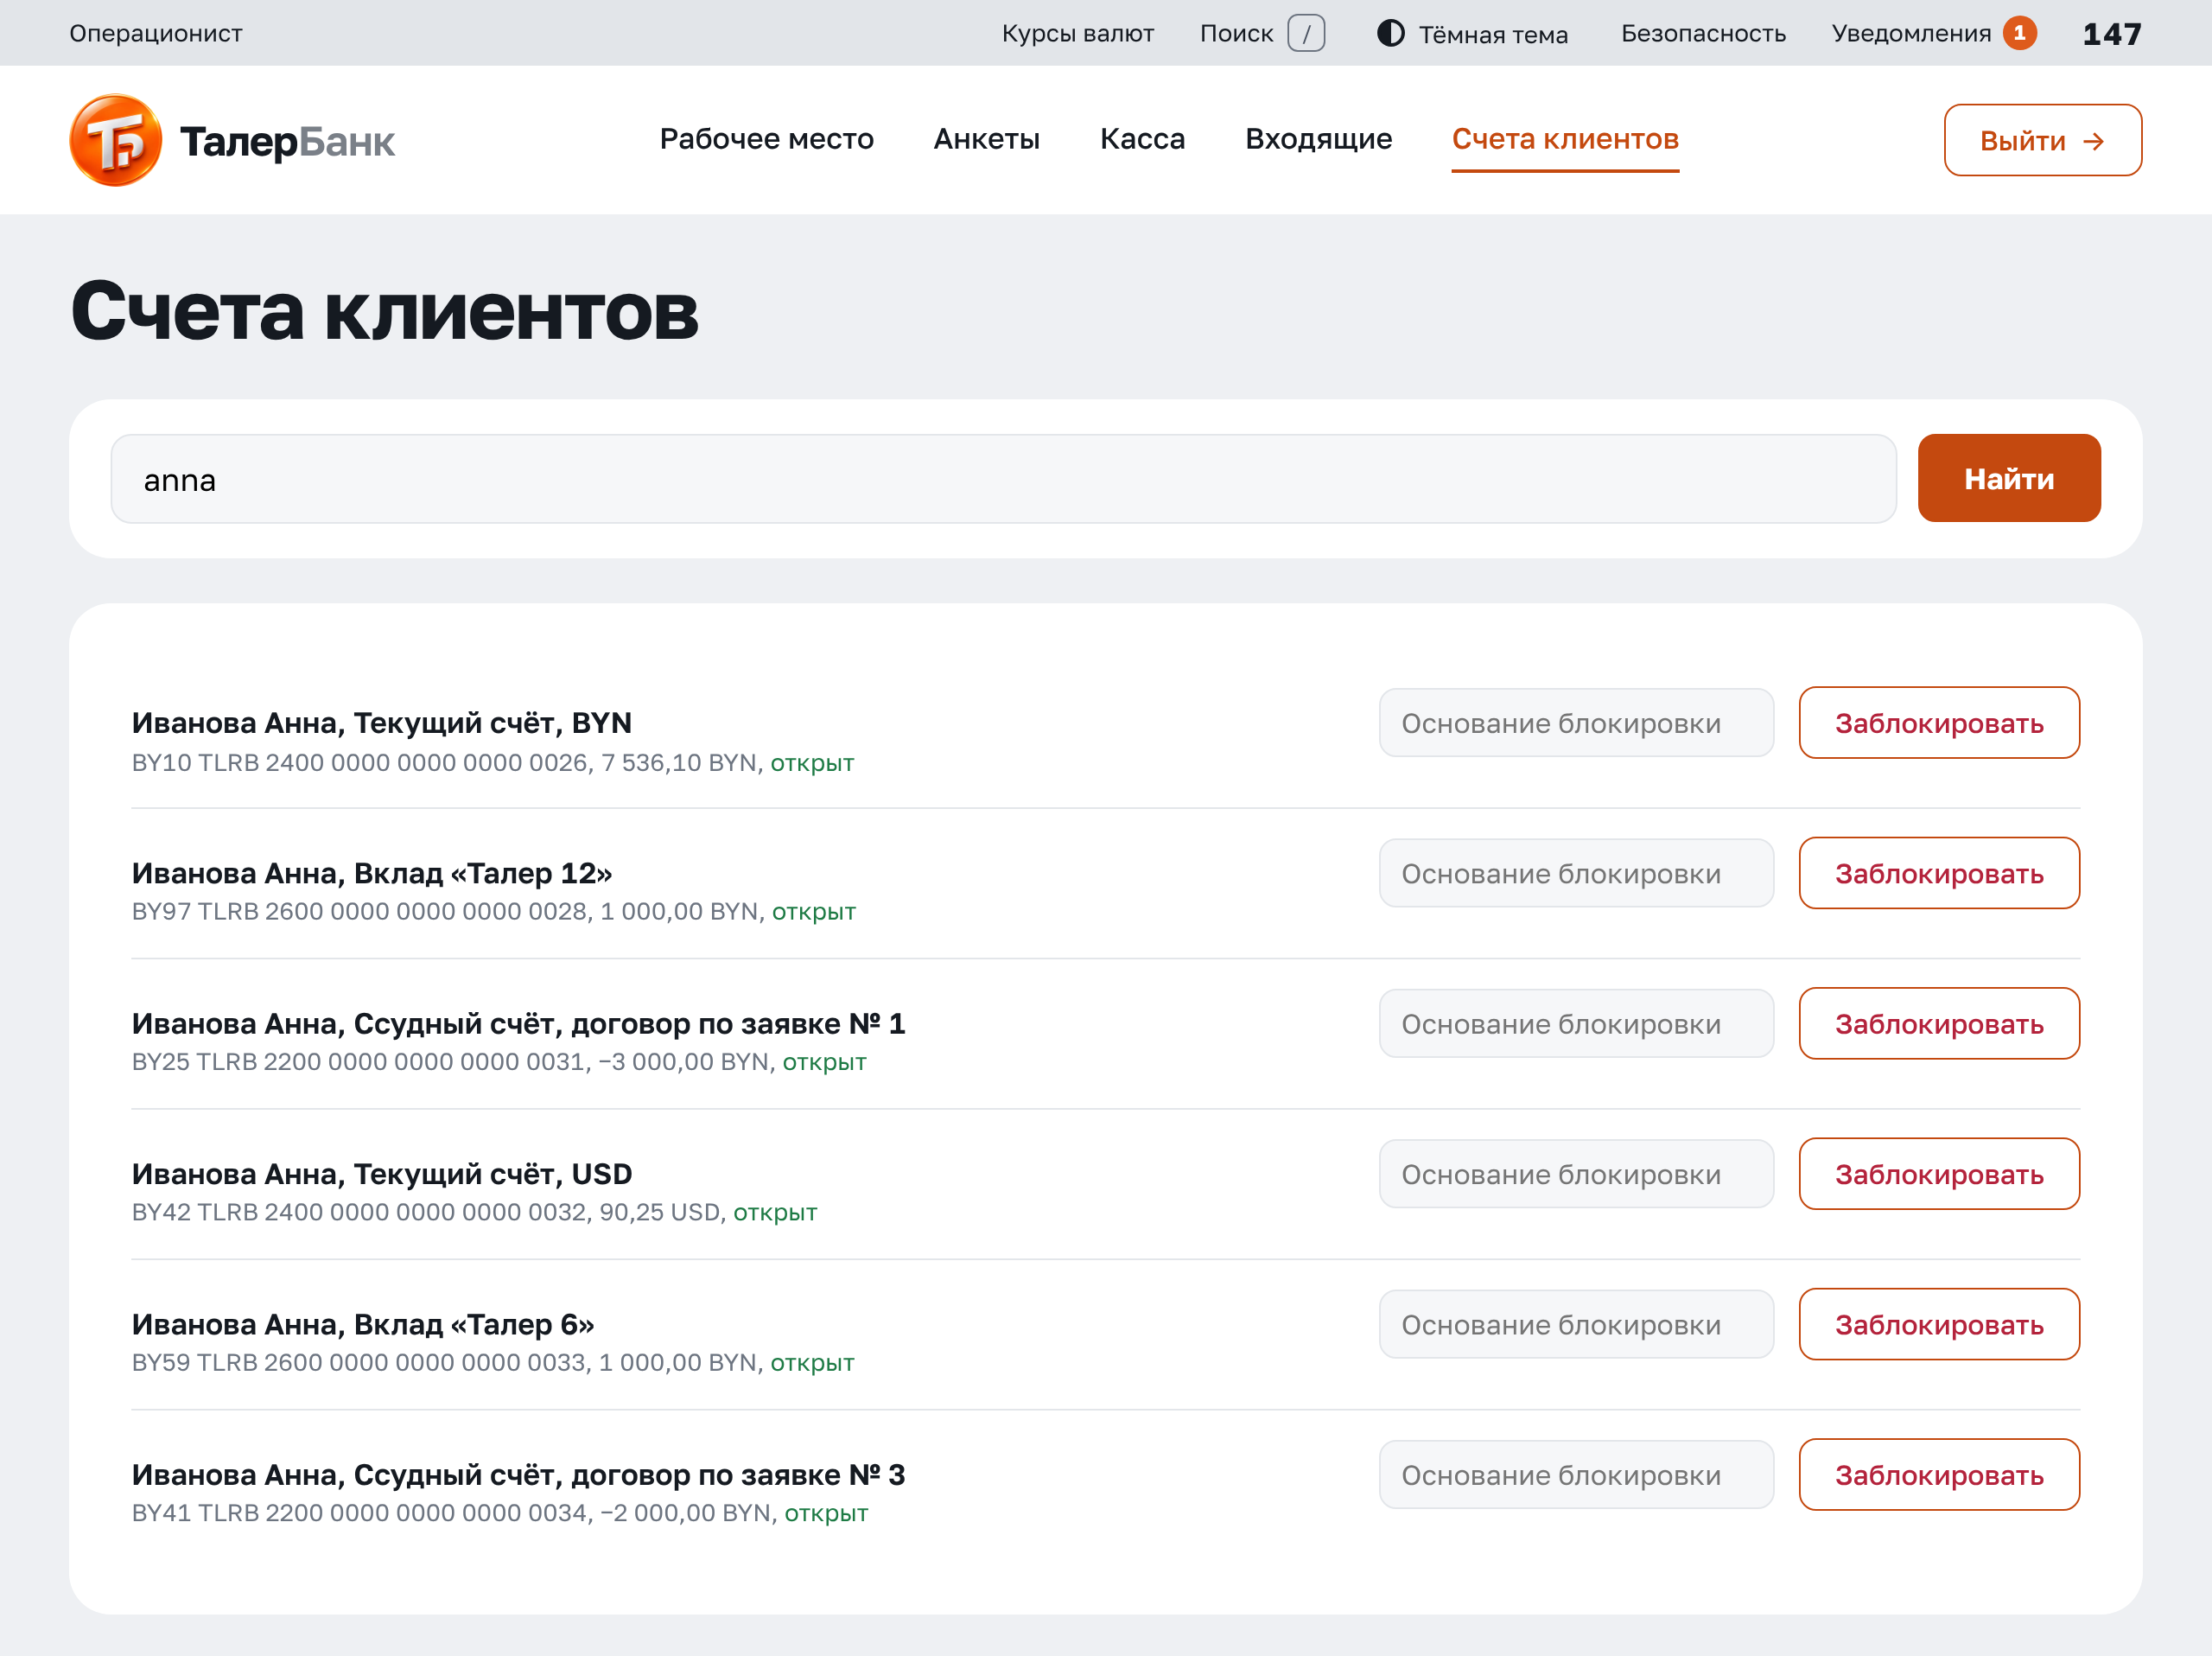 Операционист Курсы валют Поиск / Тёмная тема Безопасность Уведомления 1 147
ТБ ТалерБанк Рабочее место Анкеты Касса Входящие Счета клиентов Выйти →
Счета клиентов
anna Найти
Иванова Анна, Текущий счёт, BYN Основание блокировки Заблокировать
BY10 TLRB 2400 0000 0000 0000 0026, 7 536,10 BYN, открыт
Иванова Анна, Вклад «Талер 12» Основание блокировки Заблокировать
BY97 TLRB 2600 0000 0000 0000 0028, 1 000,00 BYN, открыт
Иванова Анна, Ссудный счёт, договор по заявке № 1 Основание блокировки Заблокировать
BY25 TLRB 2200 0000 0000 0000 0031, −3 000,00 BYN, открыт
Иванова Анна, Текущий счёт, USD Основание блокировки Заблокировать
BY42 TLRB 2400 0000 0000 0000 0032, 90,25 USD, открыт
Иванова Анна, Вклад «Талер 6» Основание блокировки Заблокировать
BY59 TLRB 2600 0000 0000 0000 0033, 1 000,00 BYN, открыт
Иванова Анна, Ссудный счёт, договор по заявке № 3 Основание блокировки Заблокировать
BY41 TLRB 2200 0000 0000 0000 0034, −2 000,00 BYN, открыт